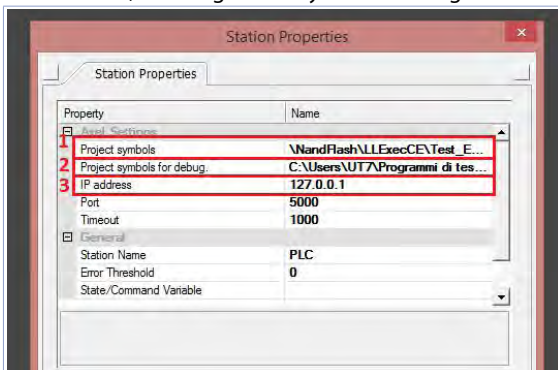 Station Properties
×
Station Properties
Property Name
Axel Settings
1 Project symbols \NandFlash\LLExecCE\Test_E...
2 Project symbols for debug. C:\Users\UT7\Programmi di tes...
3 IP address 127.0.0.1
Port 5000
Timeout 1000
General
Station Name PLC
Error Threshold 0
State/Command Variable